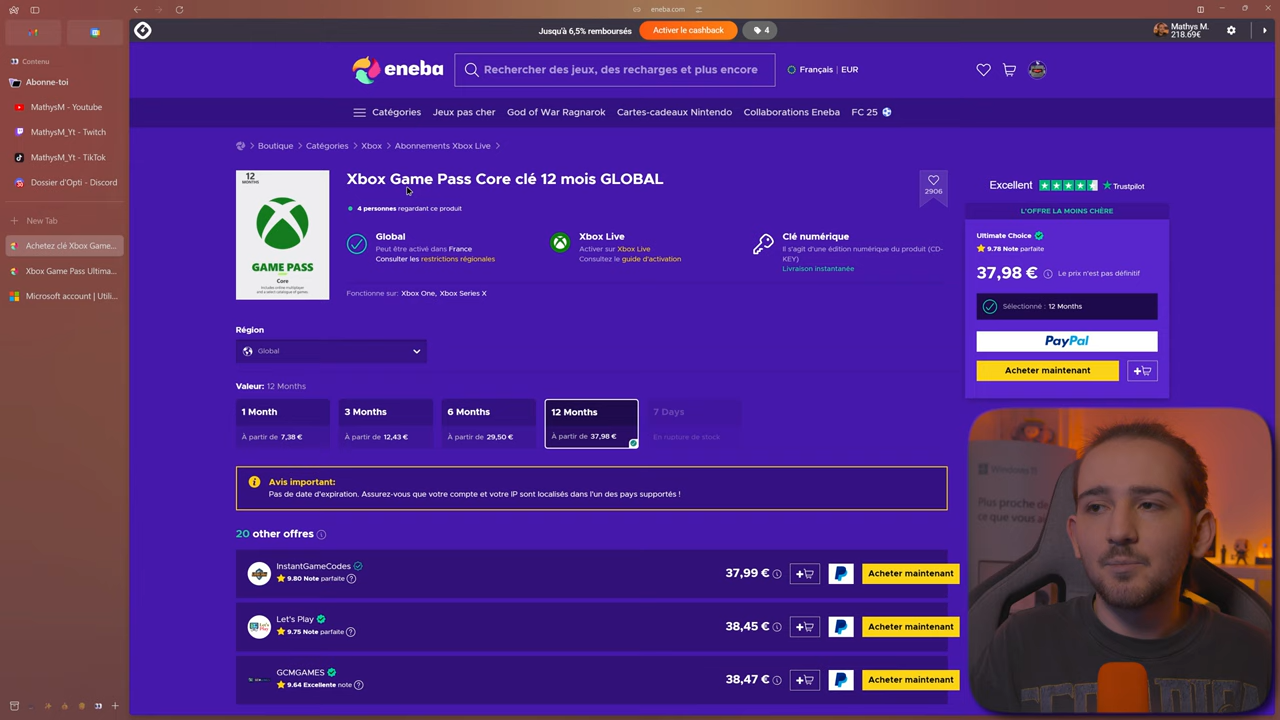 eneba.com
Jusqu'à 6,5% remboursés
Activer le cashback
4
Mathys M.
218.69€
Contenu
Abonne-toi
MathysM - Youtube
MathysM_Yt - Twitch
MathysM_Yt - TikTok
Dossier d'Opti - Discord
New Tab
Achetez clé Xbox Game...
Xbox Game Pass Ultima...
Microsoft account | Utili...
eneba
Rechercher des jeux, des recharges et plus encore
Français | EUR
Catégories
Jeux pas cher
God of War Ragnarok
Cartes-cadeaux Nintendo
Collaborations Eneba
FC 25
Boutique > Catégories > Xbox > Abonnements Xbox Live >
12
MONTHS
GAME PASS
Core
Xbox Game Pass Core clé 12 mois GLOBAL
4 personnes regardant ce produit
2906
Global
Peut être activé dans France
Consulter les restrictions régionales
Xbox Live
Activer sur Xbox Live
Consultez le guide d'activation
Clé numérique
Il s'agit d'une édition numérique du produit (CD-
KEY)
Livraison instantanée
Fonctionne sur: Xbox One, Xbox Series X
Excellent
Trustpilot
L'OFFRE LA MOINS CHÈRE
Ultimate Choice
9.78 Note parfaite
37,98 €
Le prix n'est pas définitif
Sélectionné : 12 Months
PayPal
Acheter maintenant
Région
Global
Valeur: 12 Months
1 Month
À partir de 7,38 €
3 Months
À partir de 12,43 €
6 Months
À partir de 29,50 €
12 Months
À partir de 37,98 €
7 Days
En rupture de stock
Avis important:
Pas de date d'expiration. Assurez-vous que votre compte et votre IP sont localisés dans l'un des pays supportés !
20 other offres
InstantGameCodes
9.80 Note parfaite
37,99 €
Acheter maintenant
Let's Play
9.75 Note parfaite
38,45 €
Acheter maintenant
GCMGAMES
9.64 Excellente note
38,47 €
Acheter maintenant